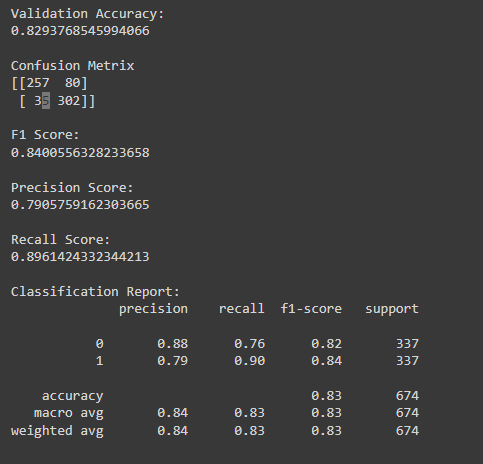 Validation Accuracy:
0.8293768545994066
Confusion Metrix
[[257  80]
 [ 35 302]]
F1 Score:
0.8400556328233658
Precision Score:
0.7905759162303665
Recall Score:
0.8961424332344213
Classification Report:
              precision    recall  f1-score   support
           0       0.88      0.76      0.82       337
           1       0.79      0.90      0.84       337
    accuracy                           0.83       674
   macro avg       0.84      0.83      0.83       674
weighted avg       0.84      0.83      0.83       674